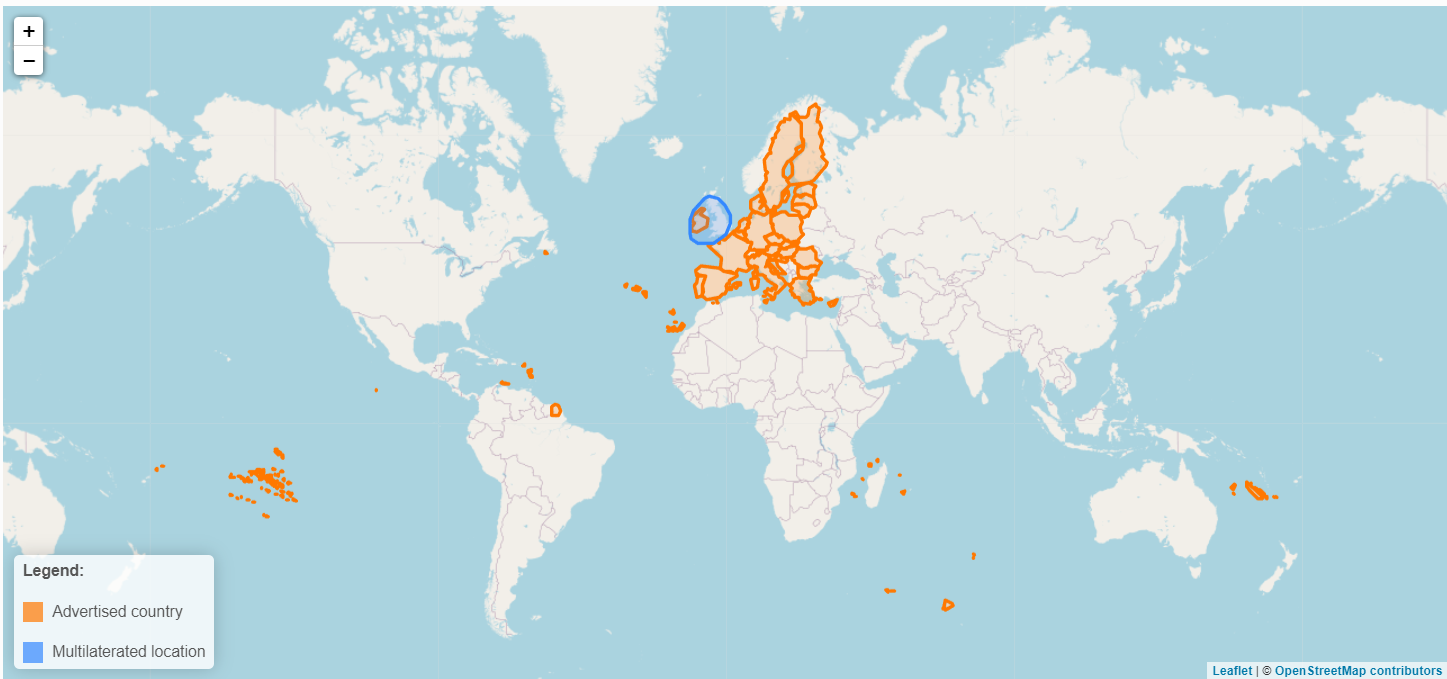 +
−
Legend:
Advertised country
Multilaterated location
Leaflet | © OpenStreetMap contributors